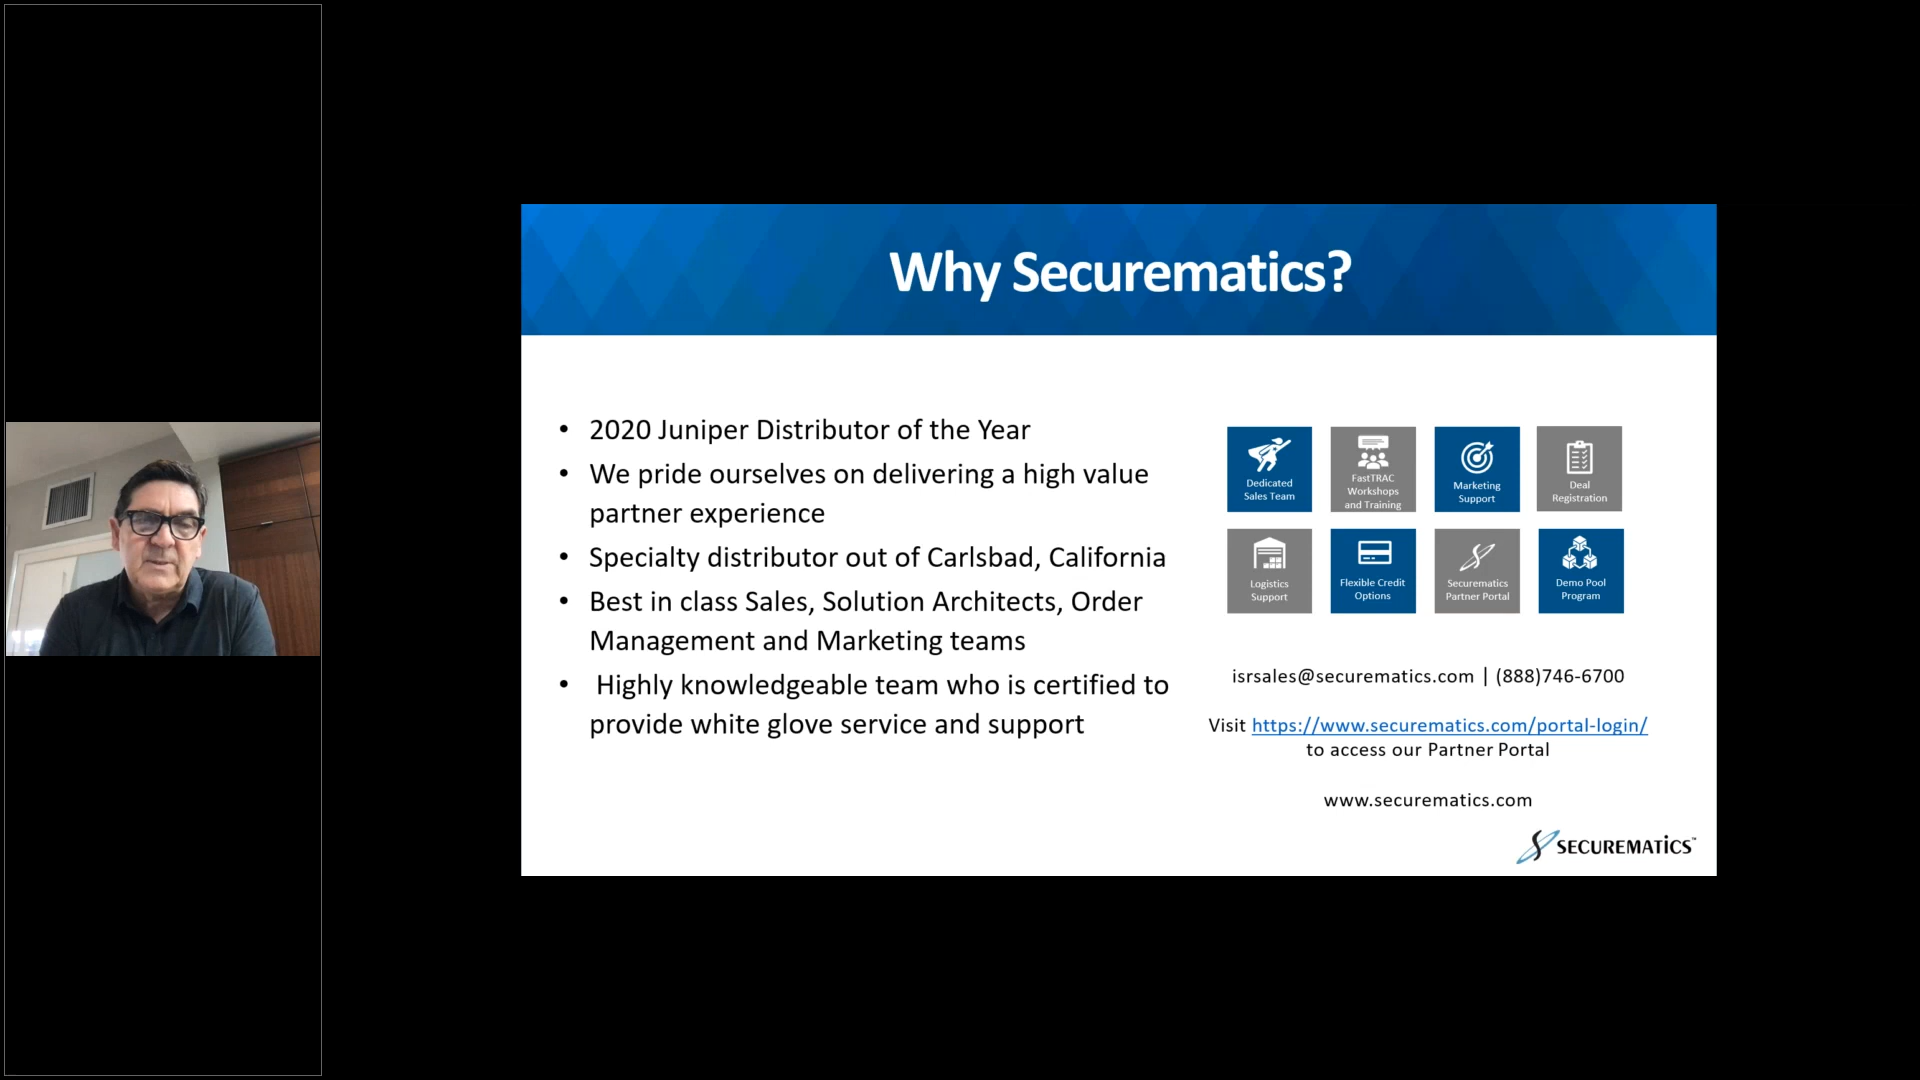 Why Securematics?
• 2020 Juniper Distributor of the Year
• We pride ourselves on delivering a high value
partner experience
• Specialty distributor out of Carlsbad, California
• Best in class Sales, Solution Architects, Order
Management and Marketing teams
• Highly knowledgeable team who is certified to
provide white glove service and support
Dedicated
Sales Team
FastTRAC
Workshops
and Training
Marketing
Support
Deal
Registration
Logistics
Support
Flexible Credit
Options
Securematics
Partner Portal
Demo Pool
Program
isrsales@securematics.com | (888)746-6700
Visit https://www.securematics.com/portal-login/
to access our Partner Portal
www.securematics.com
SECUREMATiCS™